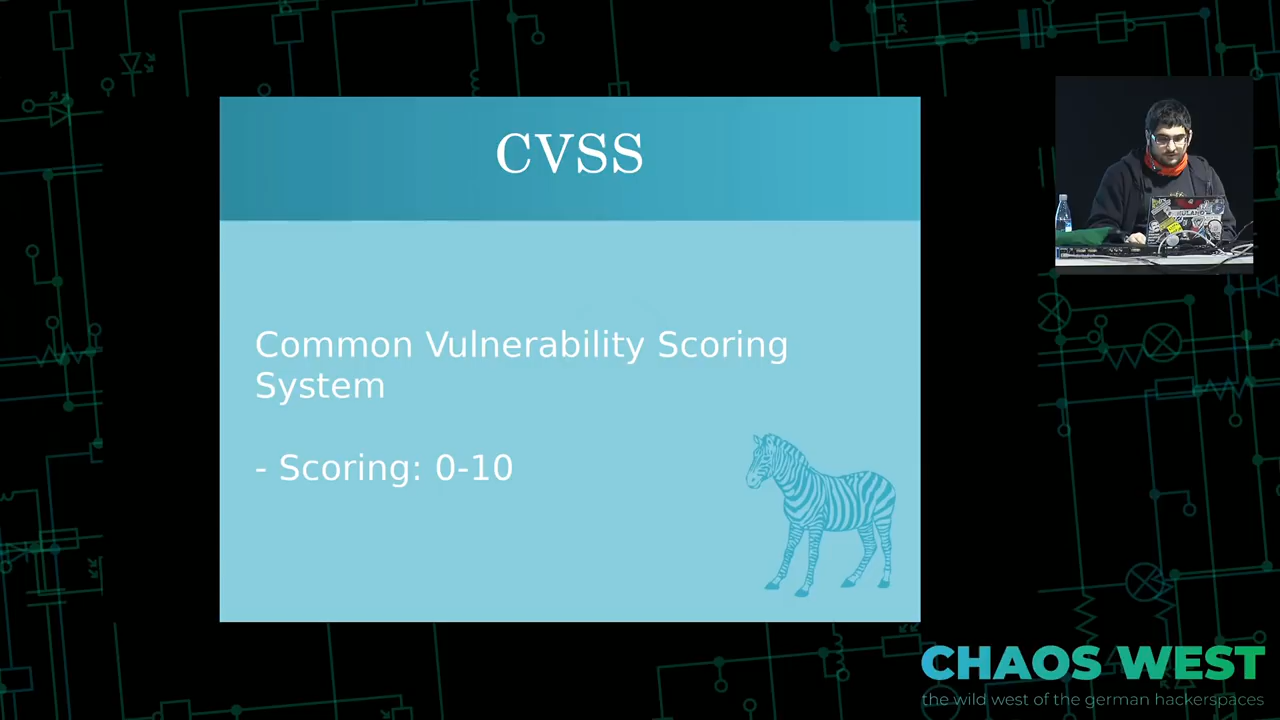 CVSS
Common Vulnerability Scoring
System
- Scoring: 0-10
CHAOS WEST
the wild west of the german hackerspaces